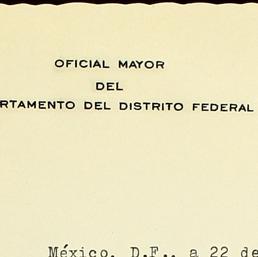 OFICIAL MAYOR
DEL
RTAMENTO DEL DISTRITO FEDERAL
México, D.F., a 22 de